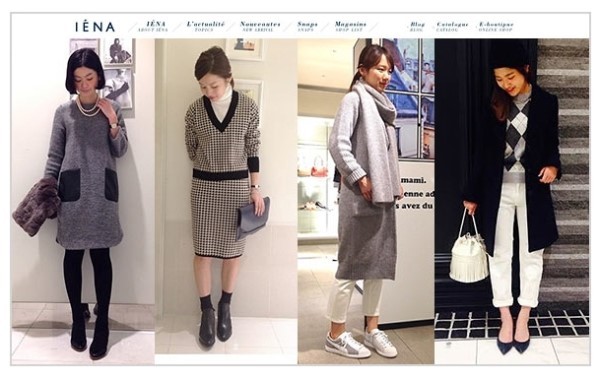 IÉNA
IÉNA
ABOUT IÉNA
L'actualité
TOPICS
Nouveautes
NEW ARRIVAL
Snaps
SNAPS
Magasins
SHOP LIST
Blog
BLOG
Catalogue
CATALOG
E-boutique
ONLINE SHOP
mami.
enne ad
s avez du